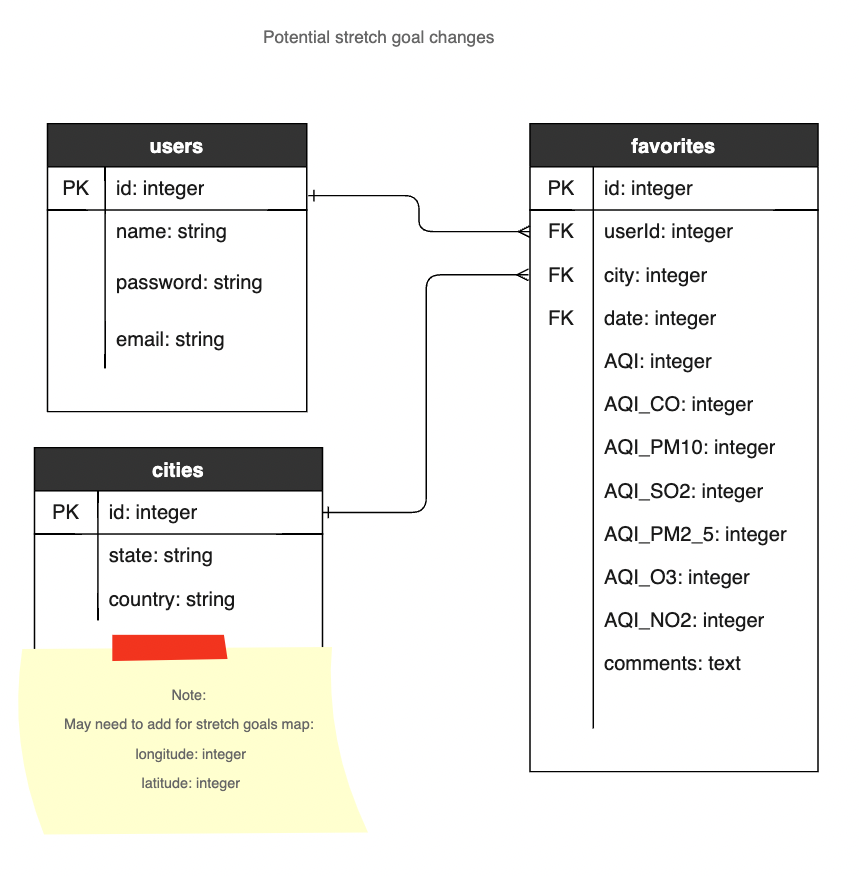 Potential stretch goal changes
users
PK id: integer
name: string
password: string
email: string
cities
PK id: integer
state: string
country: string
Note:
May need to add for stretch goals map:
longitude: integer
latitude: integer
favorites
PK id: integer
FK userId: integer
FK city: integer
FK date: integer
AQI: integer
AQI_CO: integer
AQI_PM10: integer
AQI_SO2: integer
AQI_PM2_5: integer
AQI_O3: integer
AQI_NO2: integer
comments: text